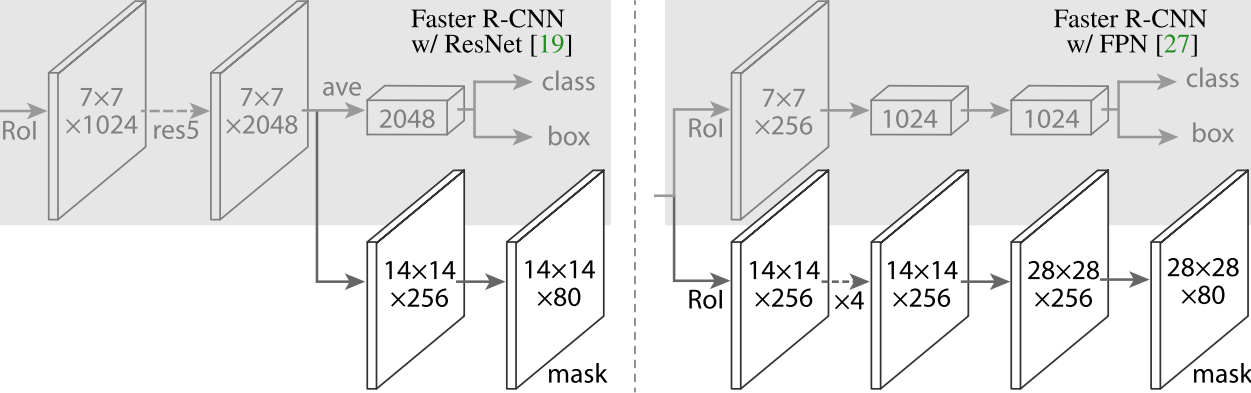 Faster R-CNN
w/ ResNet [19]
RoI
7×7
×1024
res5
7×7
×2048
ave
2048
class
box
14×14
×256
14×14
×80
mask
Faster R-CNN
w/ FPN [27]
RoI
7×7
×256
1024
1024
class
box
RoI
14×14
×256
×4
14×14
×256
28×28
×256
28×28
×80
mask